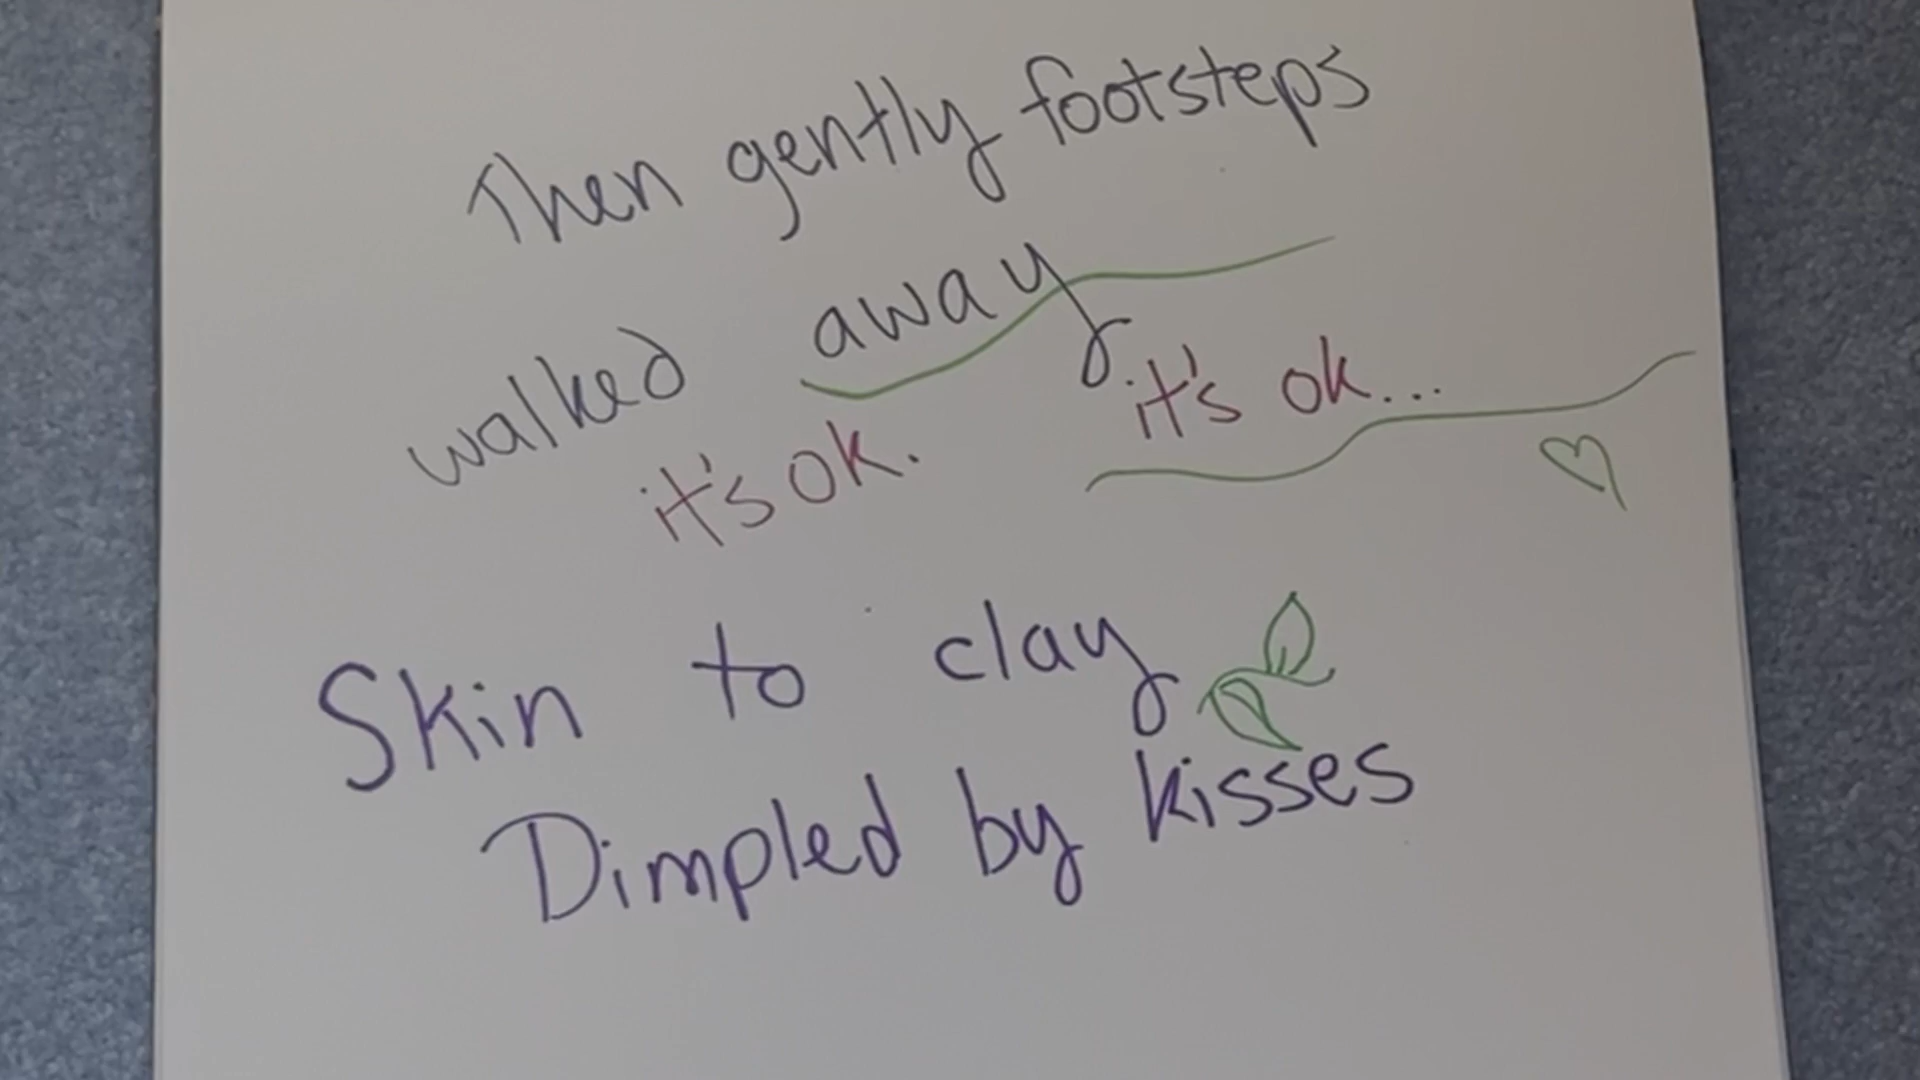 Then gently footsteps
walked away.
it's ok. it's ok...
Skin to clay
Dimpled by kisses